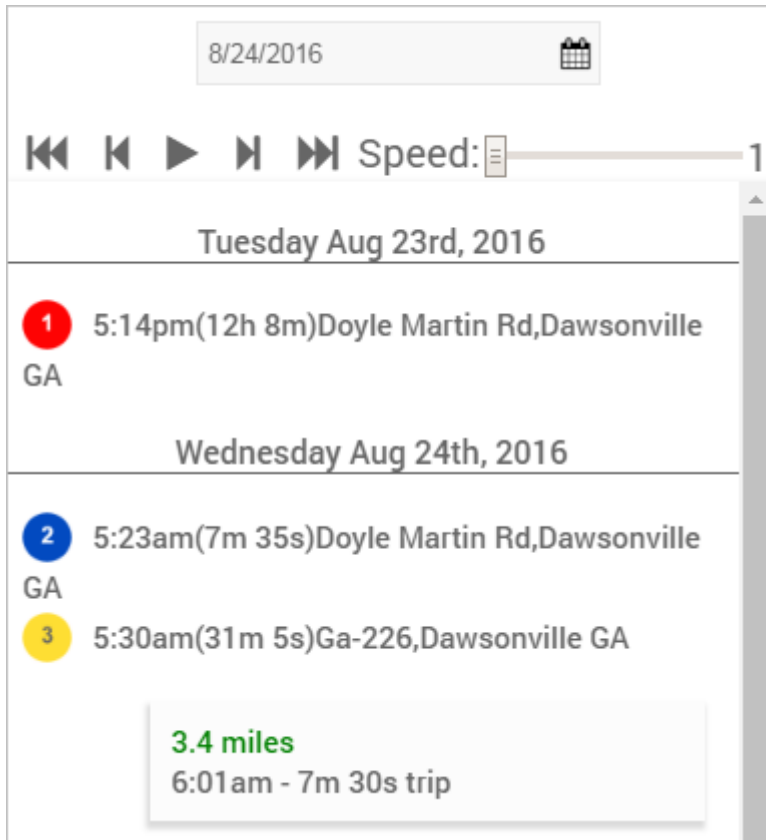 8/24/2016
Speed: 1
Tuesday Aug 23rd, 2016
1 5:14pm(12h 8m)Doyle Martin Rd,Dawsonville
GA
Wednesday Aug 24th, 2016
2 5:23am(7m 35s)Doyle Martin Rd,Dawsonville
GA
3 5:30am(31m 5s)Ga-226,Dawsonville GA
3.4 miles
6:01am - 7m 30s trip